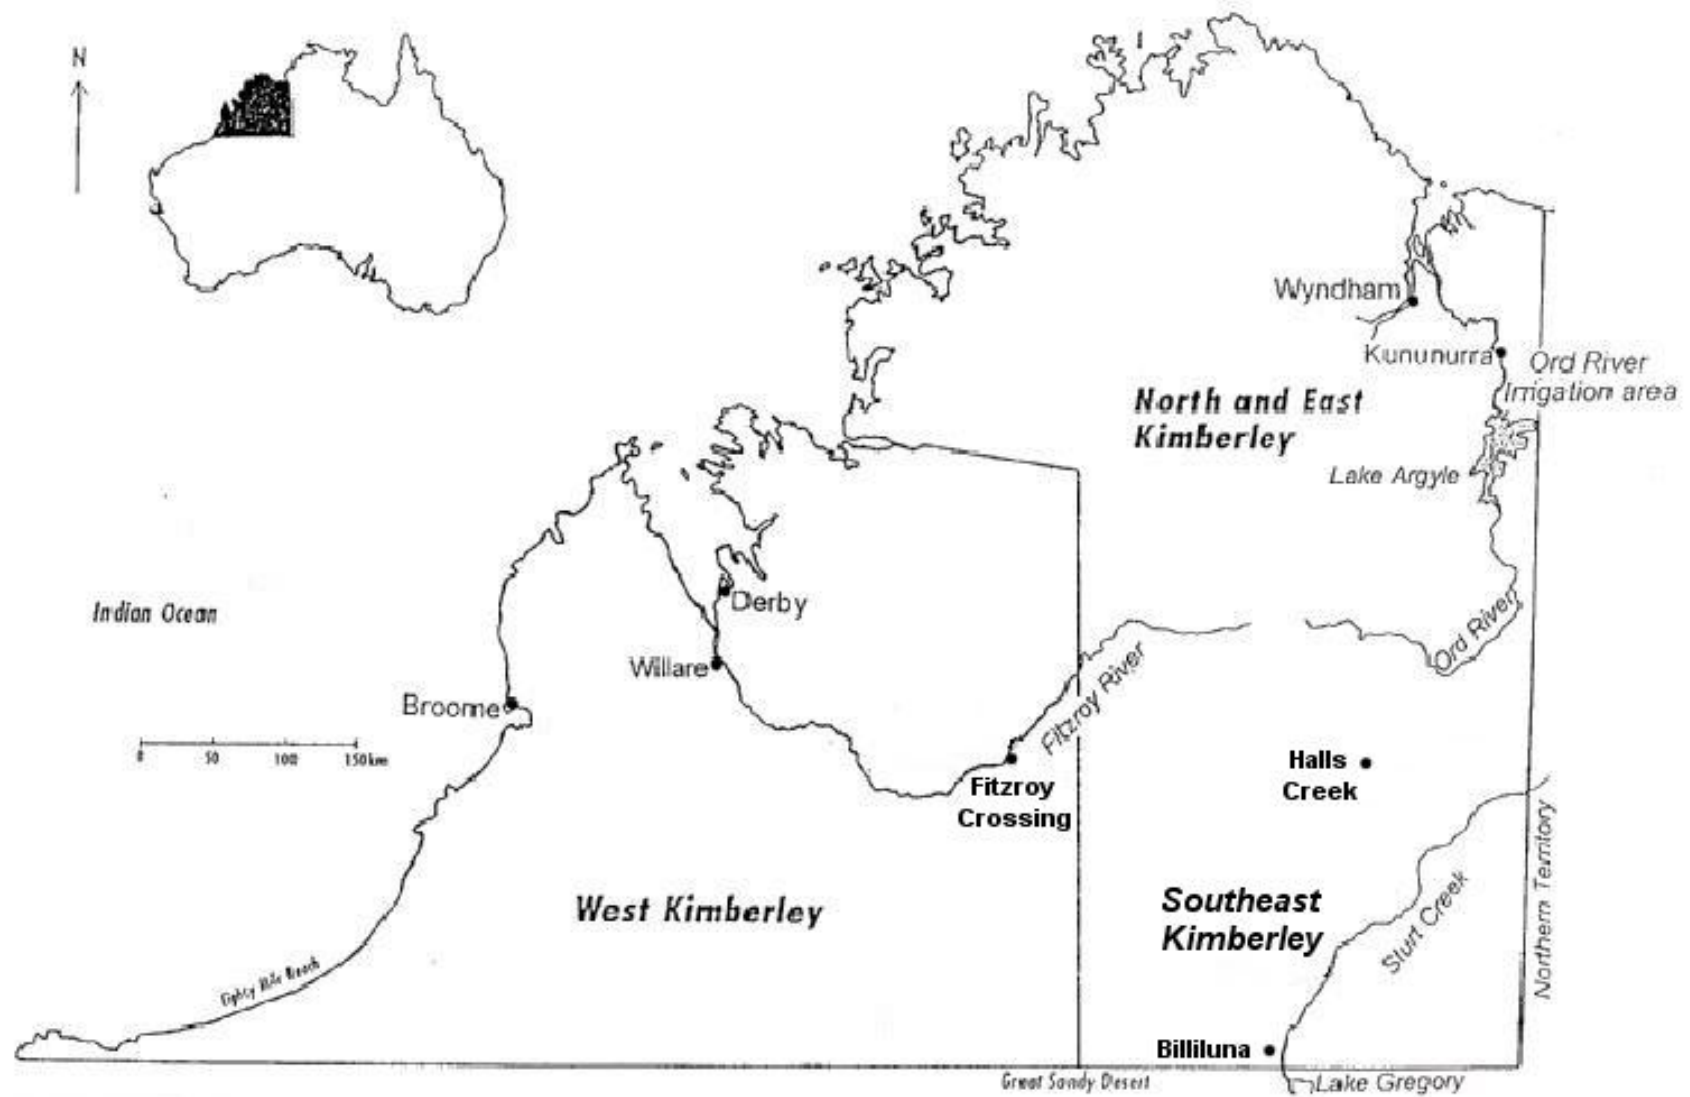 N
Wyndham
Kununurra
Ord River
Irrigation area
North and East
Kimberley
Lake Argyle
Indian Ocean
Derby
Ord River
Willare
Fitzroy River
Broome
0 50 100 150km
Halls
Creek
Fitzroy
Crossing
Northern Territory
West Kimberley
Southeast
Kimberley
Sturt Creek
Eighty Mile Beach
Billiluna
Great Sandy Desert
Lake Gregory